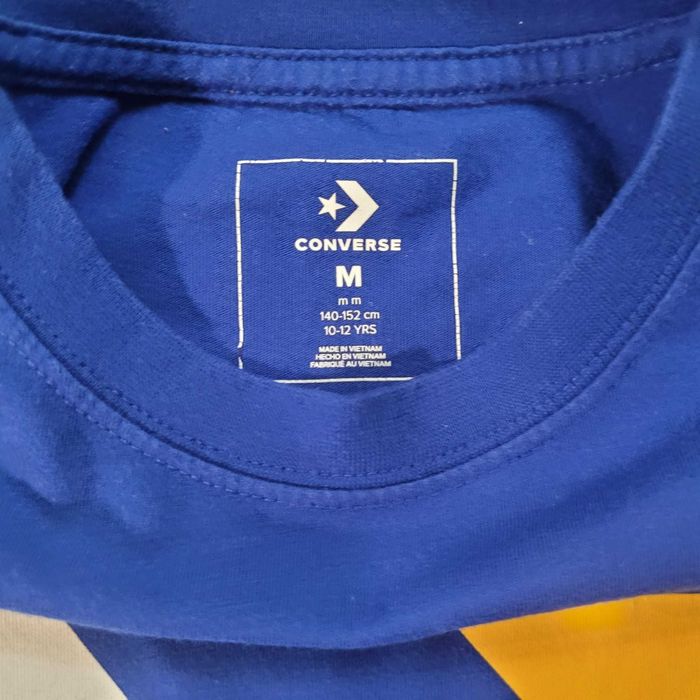 CONVERSE
M
m m
140-152 cm
10-12 YRS
MADE IN VIETNAM
HECHO EN VIETNAM
FABRIQUÉ AU VIETNAM